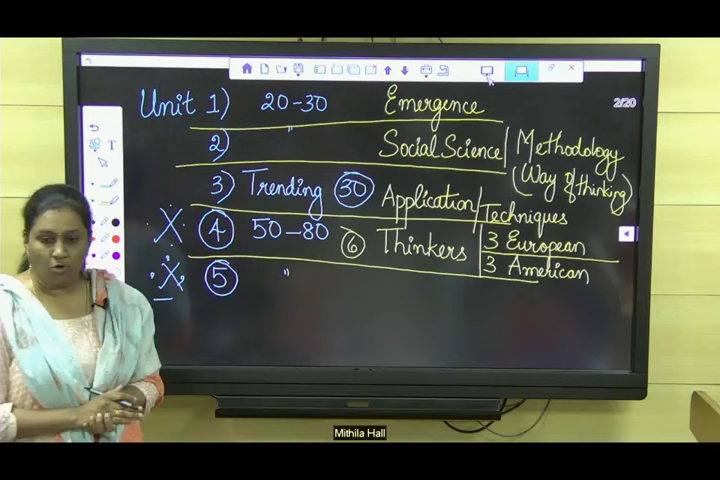 2/20
Unit 1) 20-30 Emergence
2) " Social Science | Methodology
(Way of thinking)
3) Trending 30 Application/Techniques
X 4 50-80 6 Thinkers 3 European
X 5 " 3 American
T
Mithila Hall